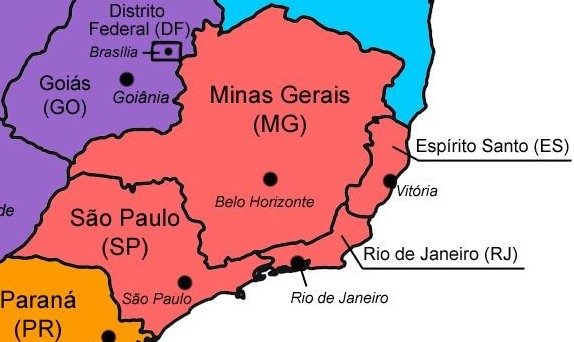 Distrito
Federal (DF)
Brasília
Goiás
(GO)
Goiânia
Minas Gerais
(MG)
Espírito Santo (ES)
Belo Horizonte
Vitória
de
São Paulo
(SP)
Rio de Janeiro (RJ)
São Paulo
Rio de Janeiro
Paraná
(PR)